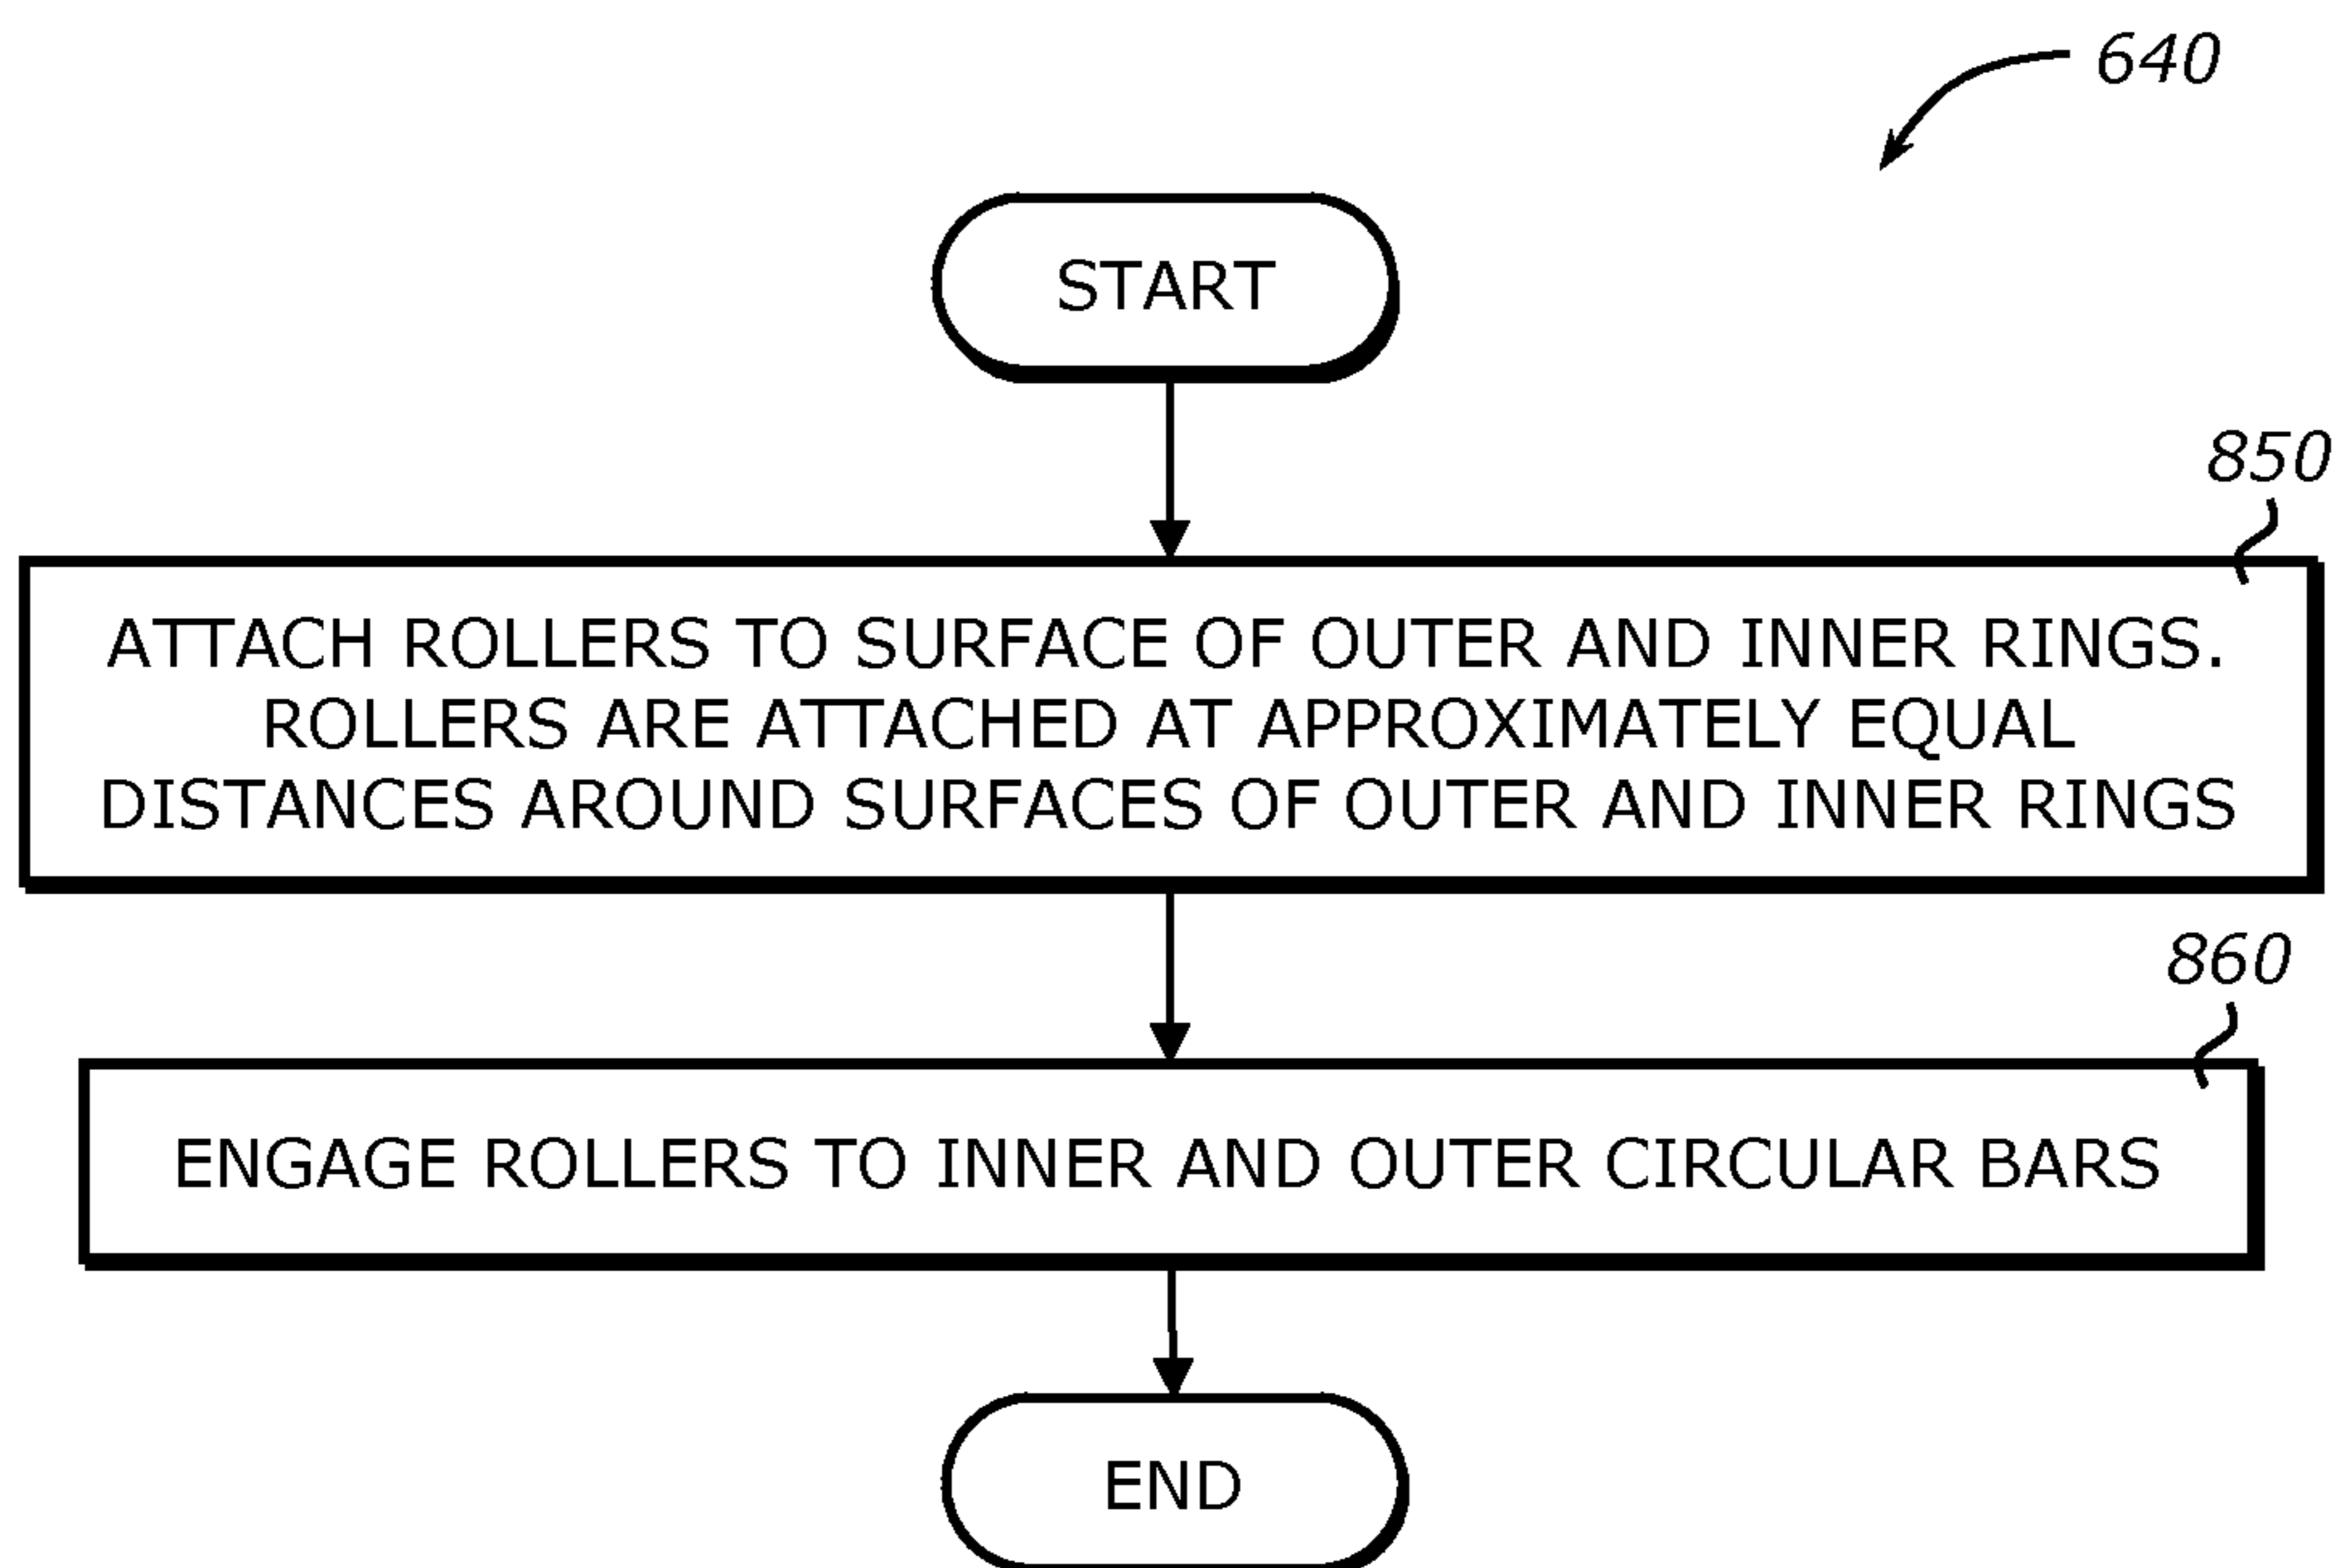 640
START
850
ATTACH ROLLERS TO SURFACE OF OUTER AND INNER RINGS.
ROLLERS ARE ATTACHED AT APPROXIMATELY EQUAL
DISTANCES AROUND SURFACES OF OUTER AND INNER RINGS
860
ENGAGE ROLLERS TO INNER AND OUTER CIRCULAR BARS
END